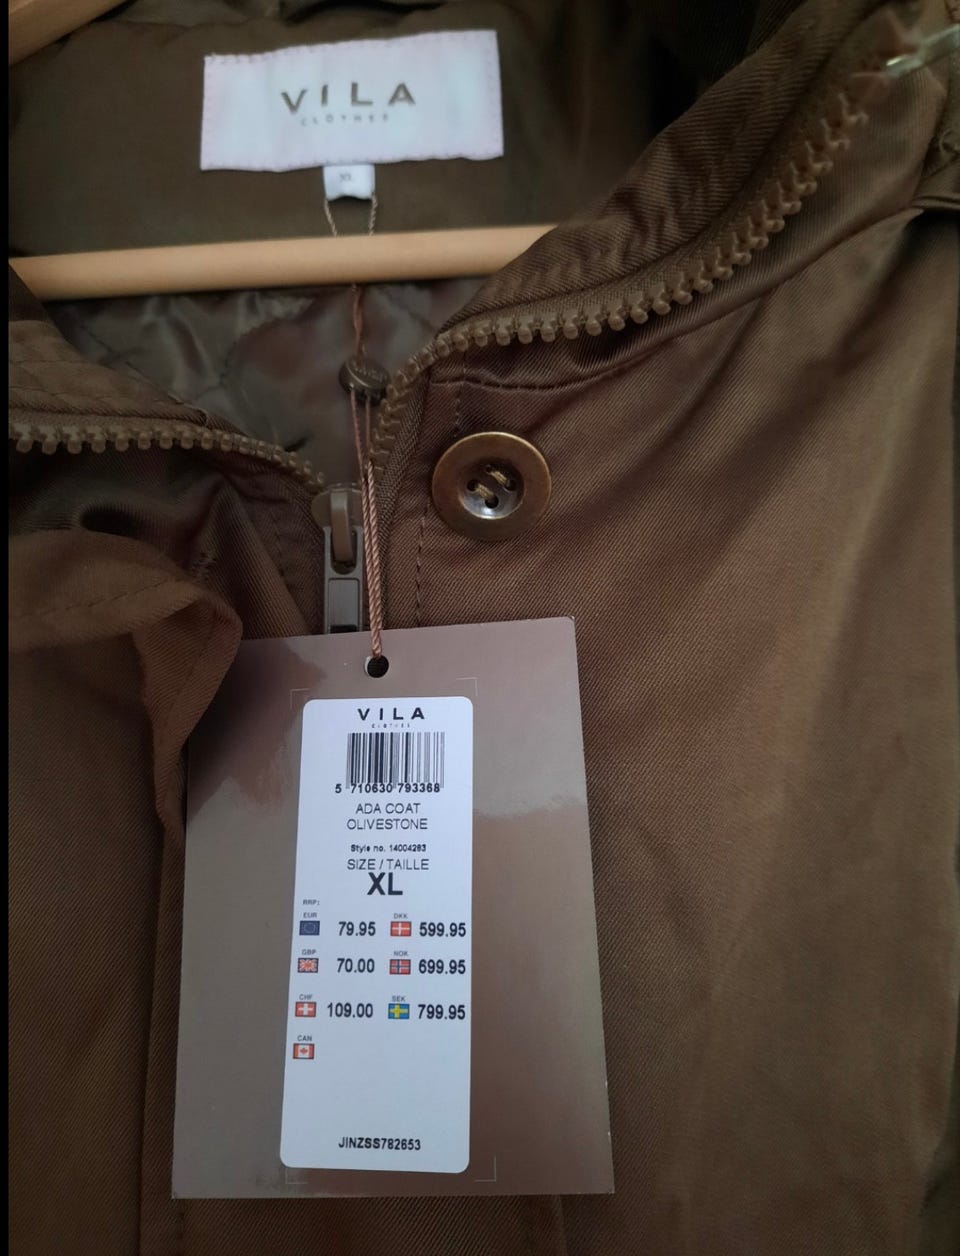 VILA
CLOTHES
XL
VILA
CLOTHES
5 710630 793368
ADA COAT
OLIVESTONE
Style no. 14004283
SIZE / TAILLE
XL
RRP:
EUR 79.95 DKK 599.95
GBP 70.00 NOK 699.95
CHF 109.00 SEK 799.95
CAN
JINZSS782653